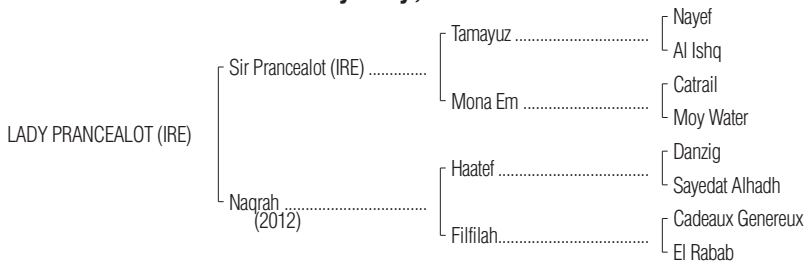 Nayef
Tamayuz
Al Ishq
Sir Prancealot (IRE)
Catrail
Mona Em
Moy Water
LADY PRANCEALOT (IRE)
Danzig
Haatef
Sayedat Alhadh
Naqrah
(2012)
Cadeaux Genereux
Filfilah
El Rabab